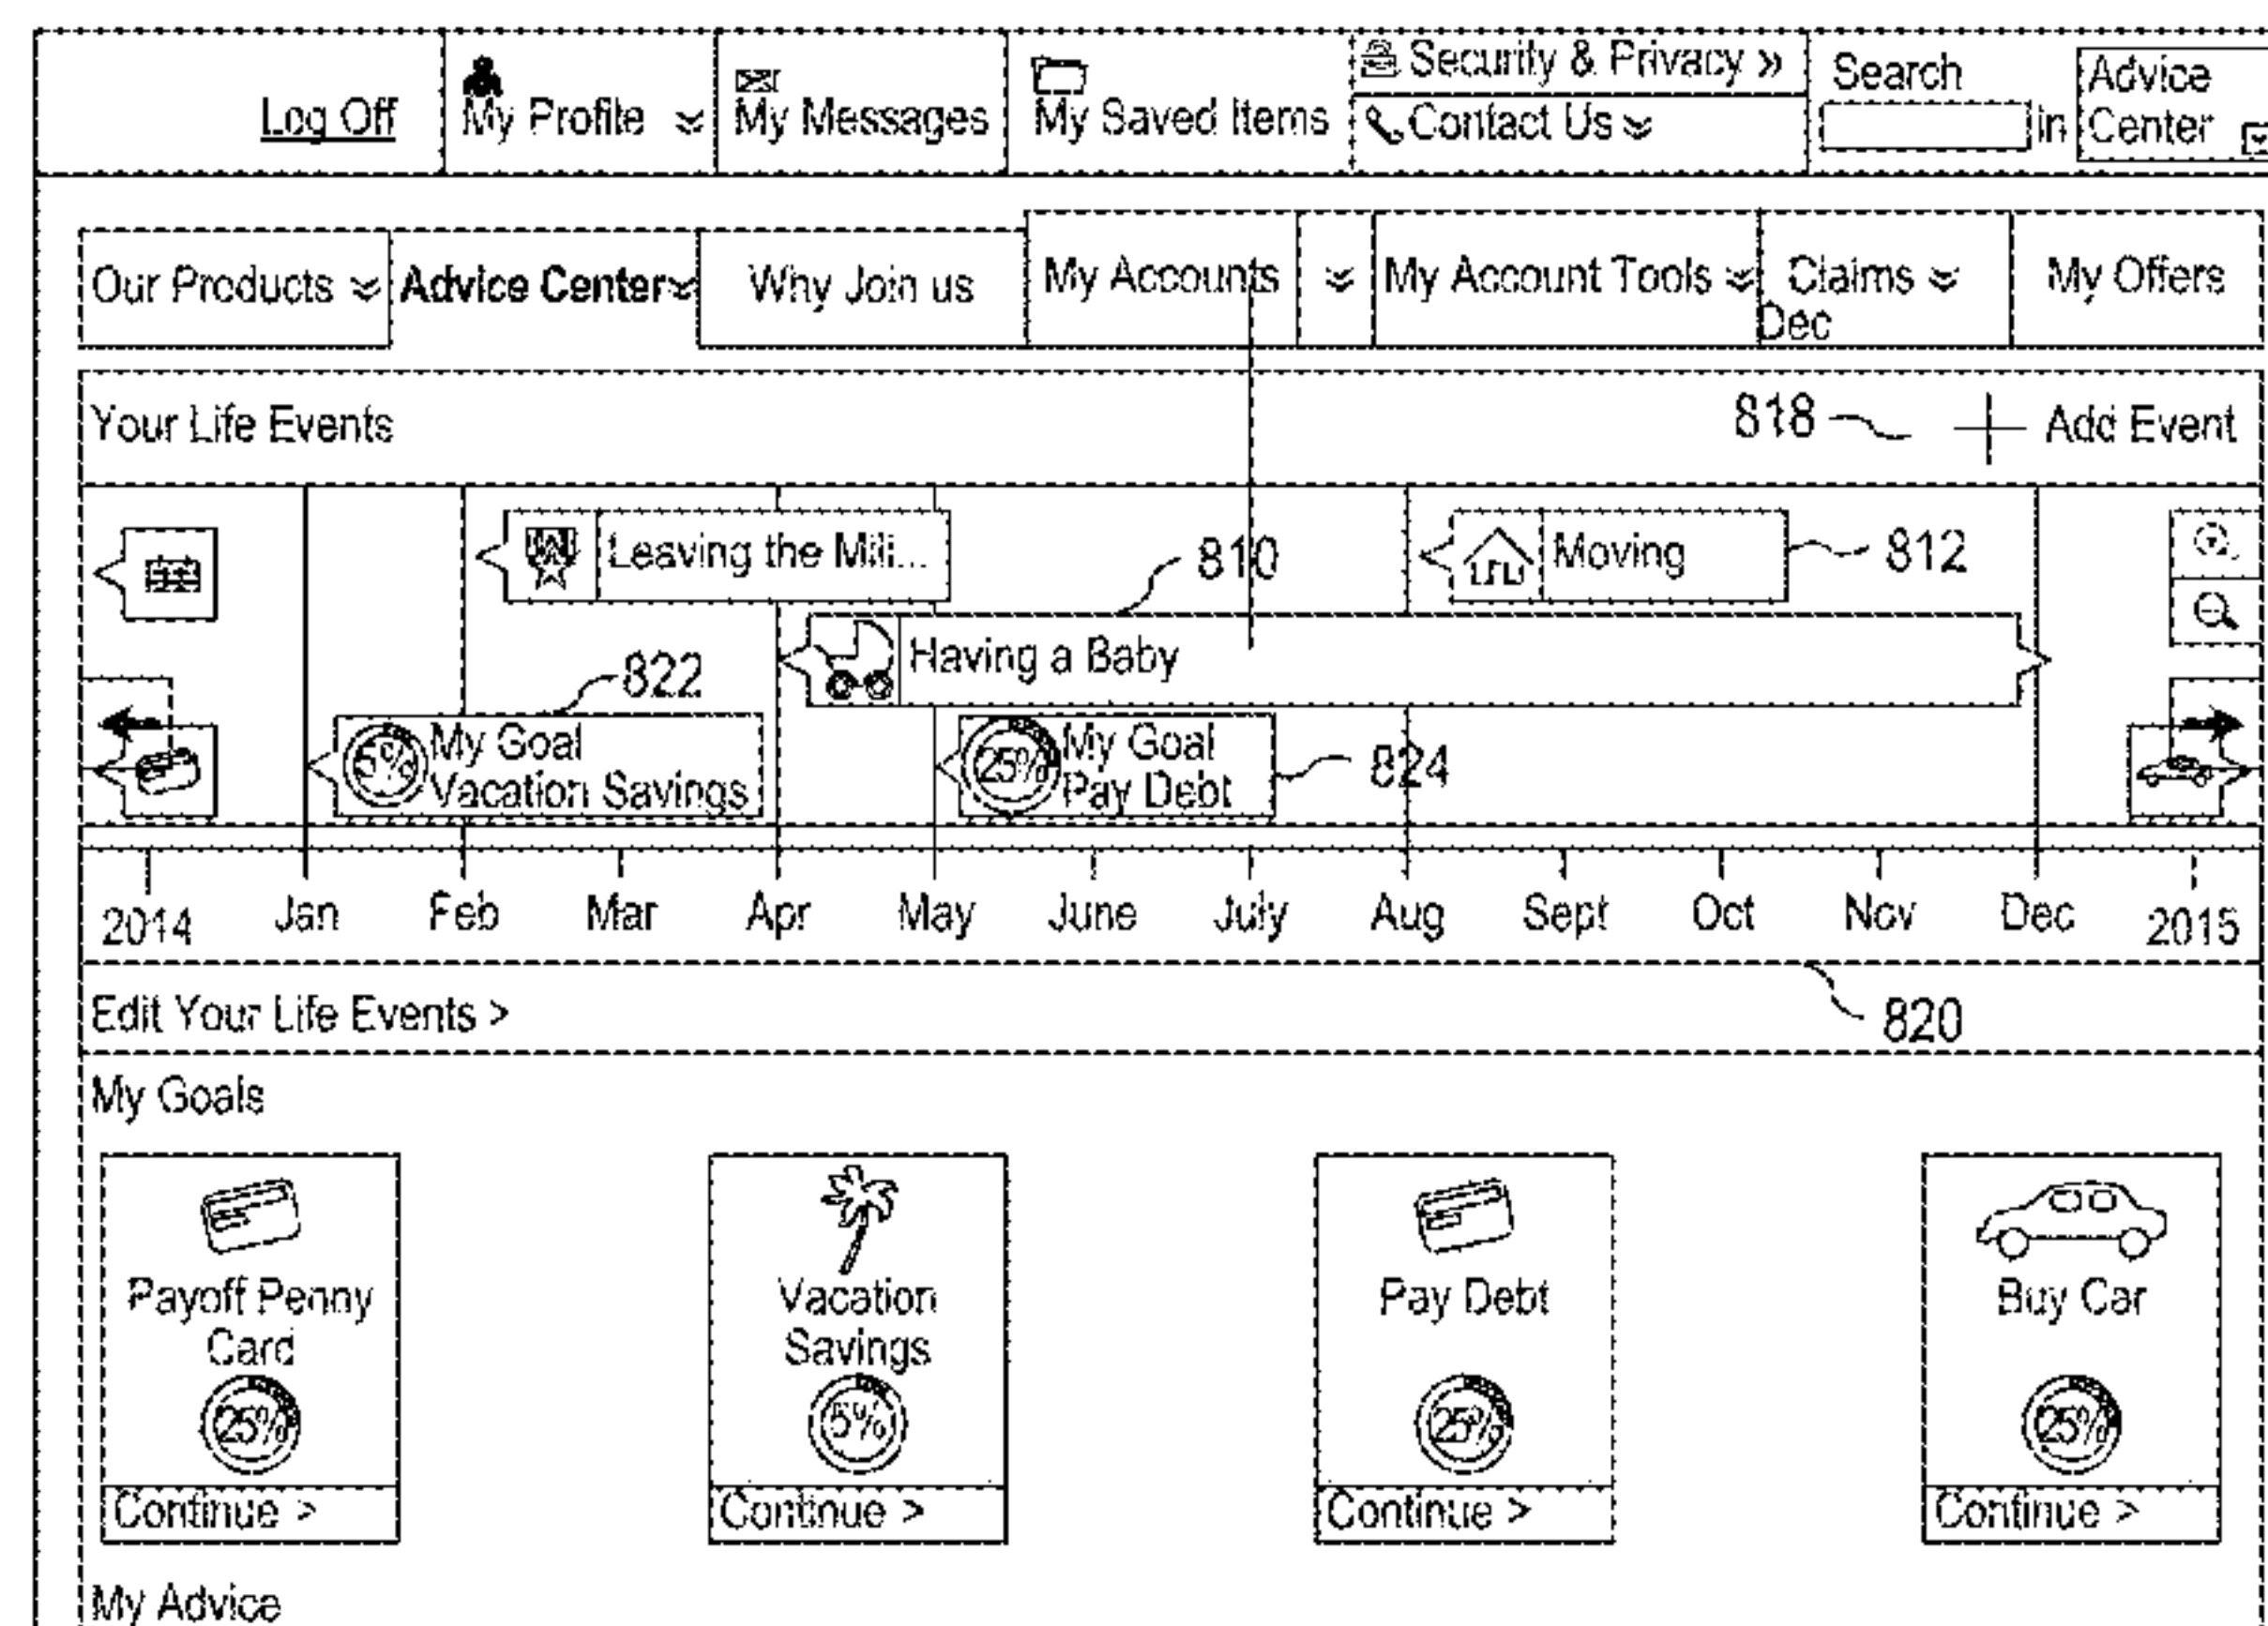 Log Off
My Profile
My Messages
My Saved Items
Security & Privacy »
Contact Us
Search
in
Advice
Center
Our Products
Advice Center
Why Join us
My Accounts
My Account Tools
Claims
Dec
My Offers
Your Life Events
818
Add Event
Leaving the Mili...
810
Moving
812
Having a Baby
822
5%
My Goal
Vacation Savings
25%
My Goal
Pay Debt
824
2014 Jan Feb Mar Apr May June July Aug Sept Oct Nov Dec 2015
Edit Your Life Events >
820
My Goals
Payoff Penny
Card
25%
Continue >
Vacation
Savings
5%
Continue >
Pay Debt
25%
Continue >
Buy Car
25%
Continue >
My Advice